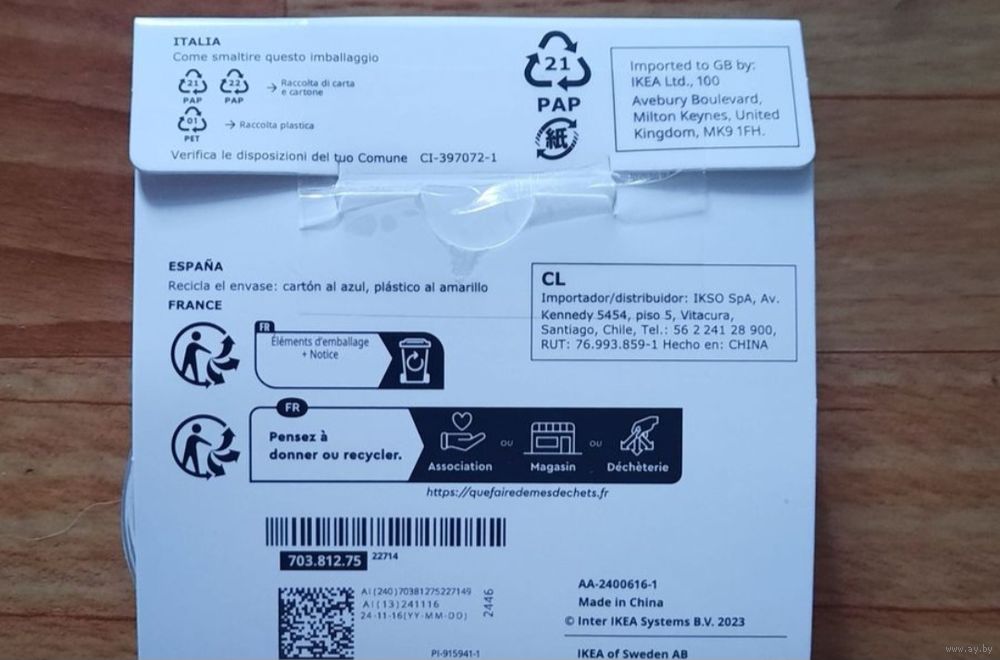 ITALIA
Come smaltire questo imballaggio
21
PAP
22
PAP
→ Raccolta di carta
e cartone
01
PET
→ Raccolta plastica
Verifica le disposizioni del tuo Comune CI-397072-1
21
PAP
紙
Imported to GB by:
IKEA Ltd., 100
Avebury Boulevard,
Milton Keynes, United
Kingdom, MK9 1FH.
ESPAÑA
Recicla el envase: cartón al azul, plástico al amarillo
FRANCE
CL
Importador/distribuidor: IKSO SpA, Av.
Kennedy 5454, piso 5, Vitacura,
Santiago, Chile, Tel.: 56 2 241 28 900,
RUT: 76.993.859-1 Hecho en: CHINA
FR
Éléments d'emballage
+ Notice
FR
Pensez à
donner ou recycler.
Association
OU
Magasin
OU
Déchèterie
https://quefairedemesdechets.fr
703.812.75
22714
AI(240)70381275227149
AI(13)241116
24-11-16(YY-MM-DD)
2446
PI-915941-1
AA-2400616-1
Made in China
© Inter IKEA Systems B.V. 2023
IKEA of Sweden AB
www.ay.by